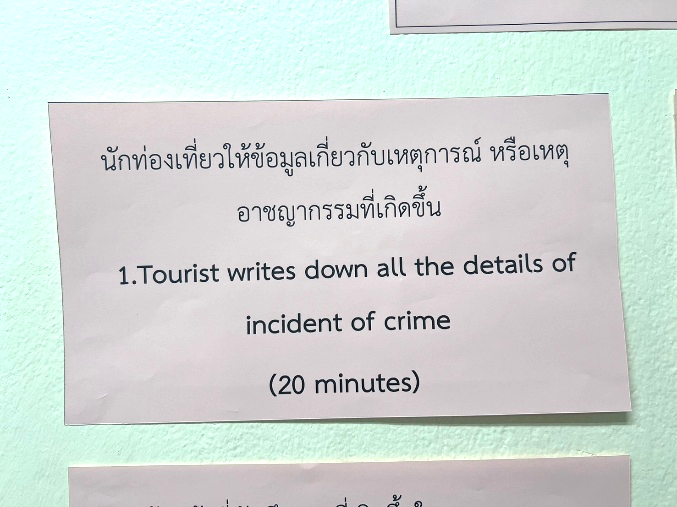 นักท่องเที่ยวให้ข้อมูลเกี่ยวกับเหตุการณ์ หรือเหตุ
อาชญากรรมที่เกิดขึ้น
1.Tourist writes down all the details of
incident of crime
(20 minutes)